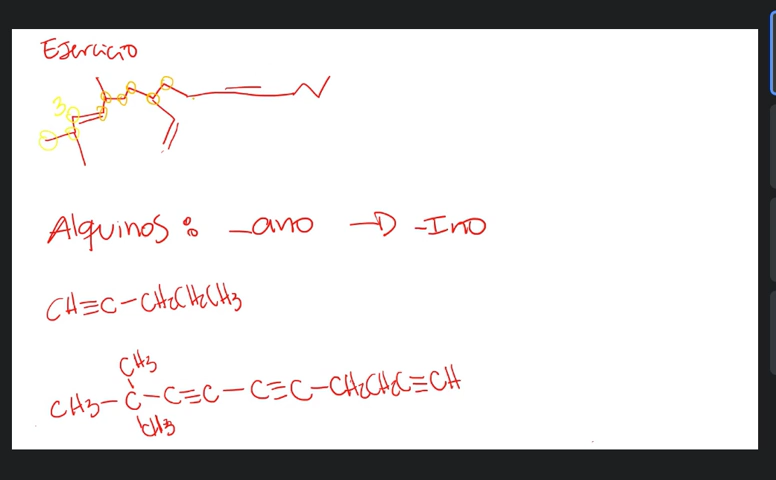 Ejercicio
3
Alquinos: -ano → -Ino
CH≡C-CH2CH2CH3
CH3
CH3-C-C≡C-C≡C-CH2CH2C≡CH
CH3